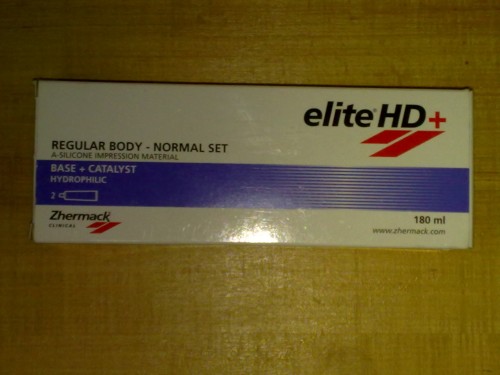 elite® HD+
REGULAR BODY - NORMAL SET
A-SILICONE IMPRESSION MATERIAL
BASE + CATALYST
HYDROPHILIC
2
Zhermack
CLINICAL
180 ml
www.zhermack.com